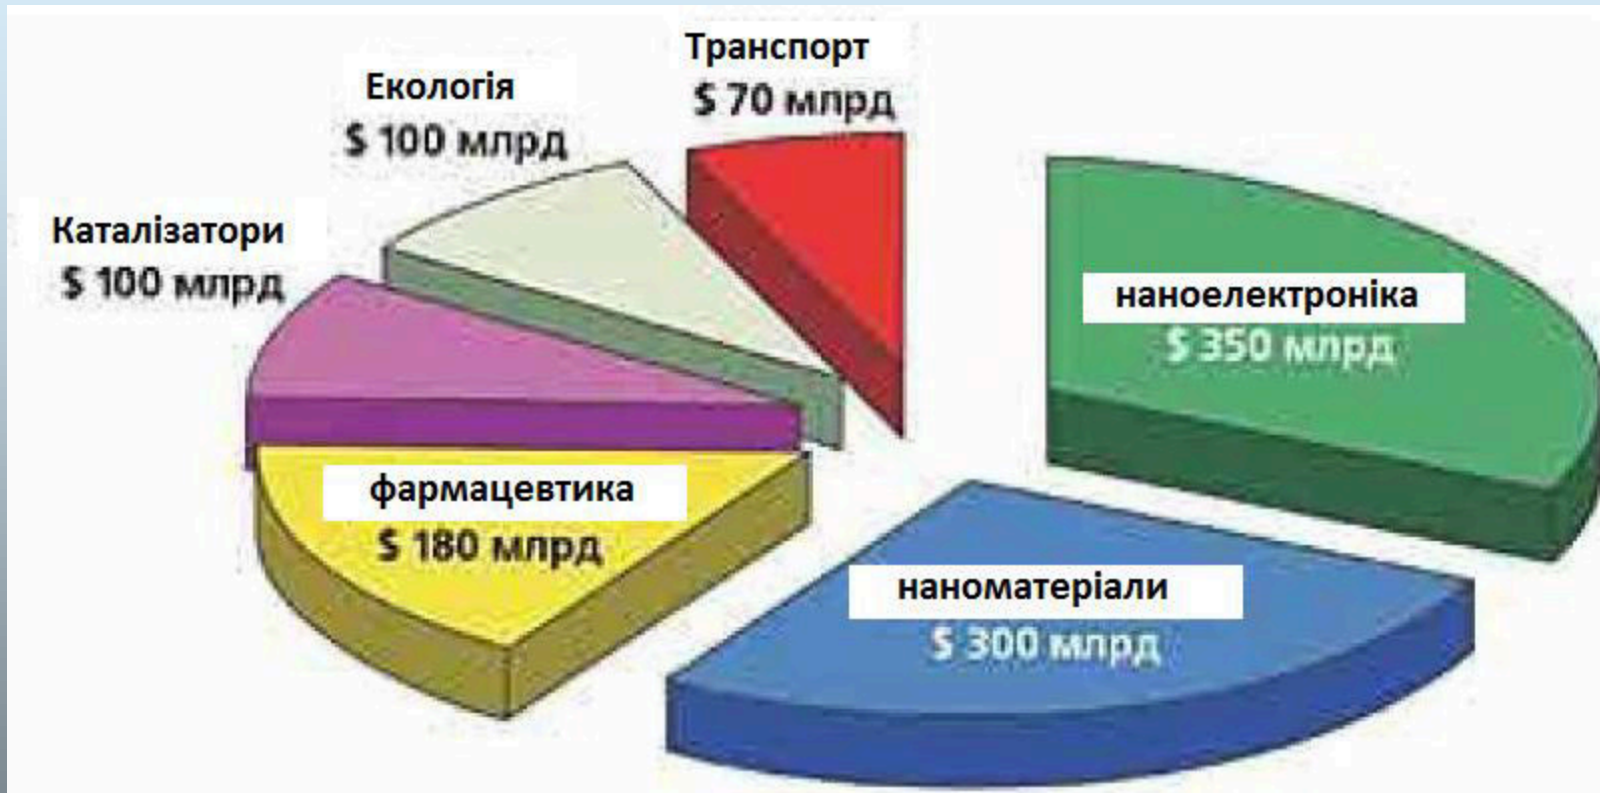 Транспорт
$ 70 млрд
Екологія
$ 100 млрд
Каталізатори
$ 100 млрд
наноелектроніка
$ 350 млрд
фармацевтика
$ 180 млрд
наноматеріали
$ 300 млрд